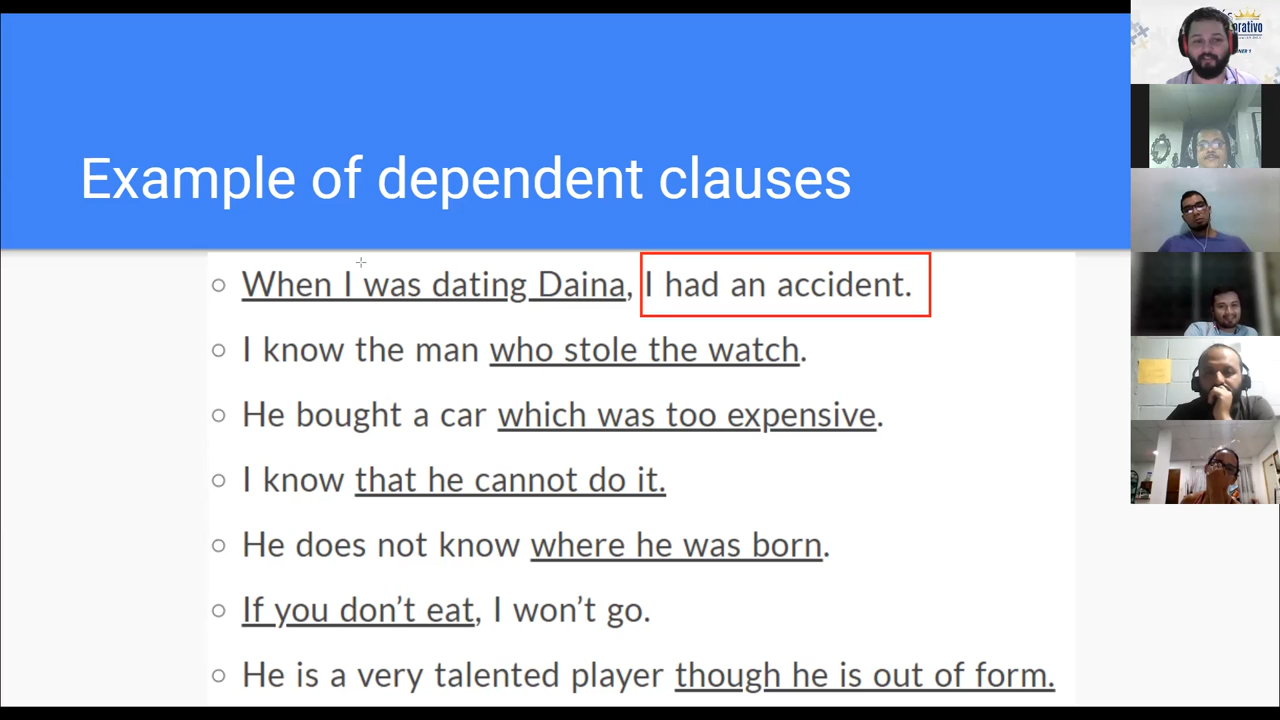 Example of dependent clauses
When I was dating Daina, I had an accident.
I know the man who stole the watch.
He bought a car which was too expensive.
I know that he cannot do it.
He does not know where he was born.
If you don't eat, I won't go.
He is a very talented player though he is out of form.